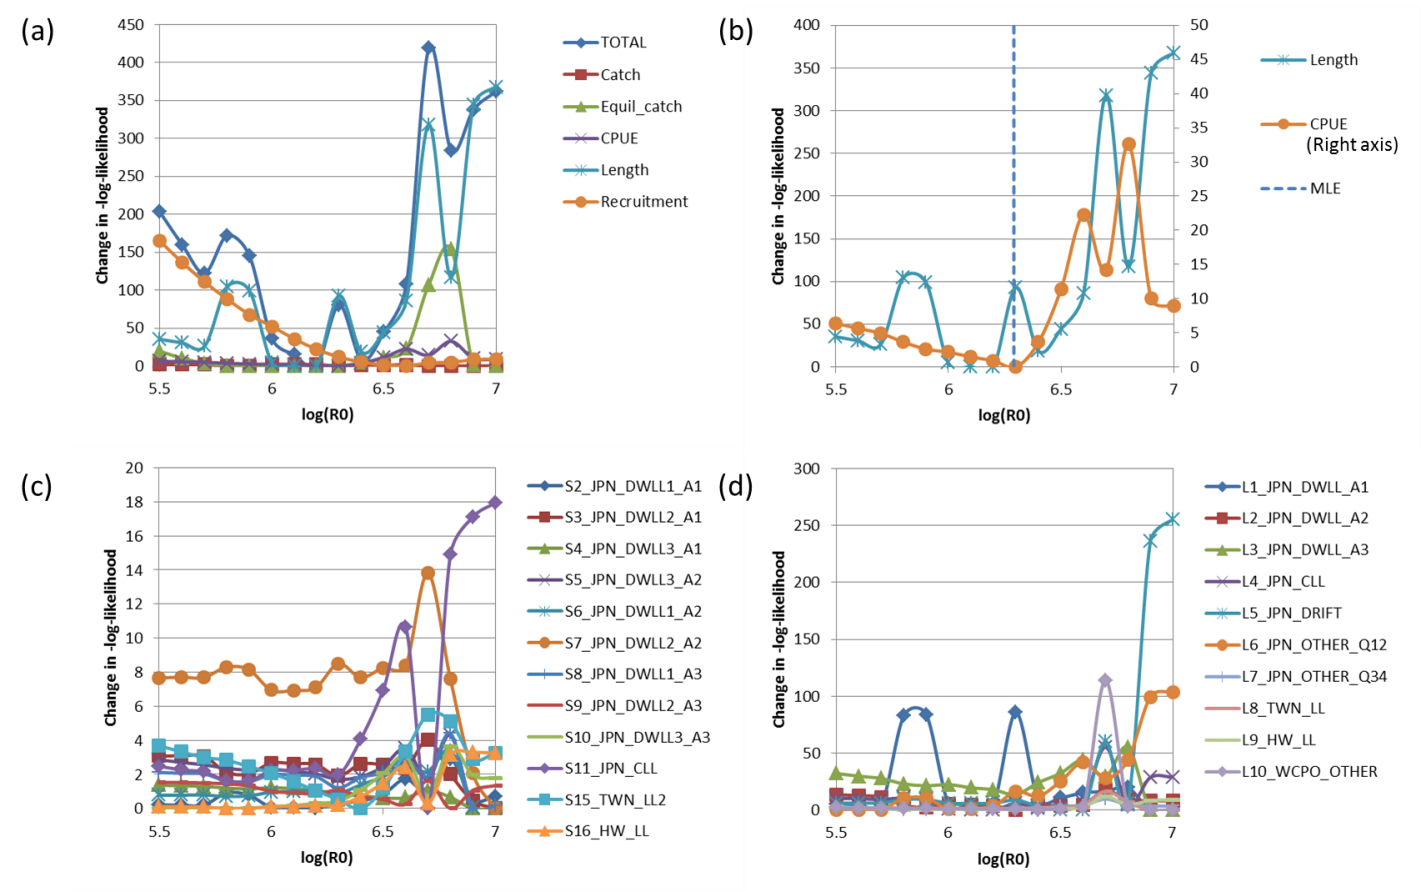 (a)
450
400
350
300
250
200
150
100
50
0
Change in -log-likelihood
5.5 6 6.5 7
log(R0)
TOTAL
Catch
Equil_catch
CPUE
Length
Recruitment
(b)
400
350
300
250
200
150
100
50
0
Change in -log-likelihood
50
45
40
35
30
25
20
15
10
5
0
5.5 6 6.5 7
log(R0)
Length
CPUE
(Right axis)
MLE
(c)
20
18
16
14
12
10
8
6
4
2
0
Change in -log-likelihood
5.5 6 6.5 7
log(R0)
S2_JPN_DWLL1_A1
S3_JPN_DWLL2_A1
S4_JPN_DWLL3_A1
S5_JPN_DWLL3_A2
S6_JPN_DWLL1_A2
S7_JPN_DWLL2_A2
S8_JPN_DWLL1_A3
S9_JPN_DWLL2_A3
S10_JPN_DWLL3_A3
S11_JPN_CLL
S15_TWN_LL2
S16_HW_LL
(d)
300
250
200
150
100
50
0
Change in -log-likelihood
5.5 6 6.5 7
log(R0)
L1_JPN_DWLL_A1
L2_JPN_DWLL_A2
L3_JPN_DWLL_A3
L4_JPN_CLL
L5_JPN_DRIFT
L6_JPN_OTHER_Q12
L7_JPN_OTHER_Q34
L8_TWN_LL
L9_HW_LL
L10_WCPO_OTHER